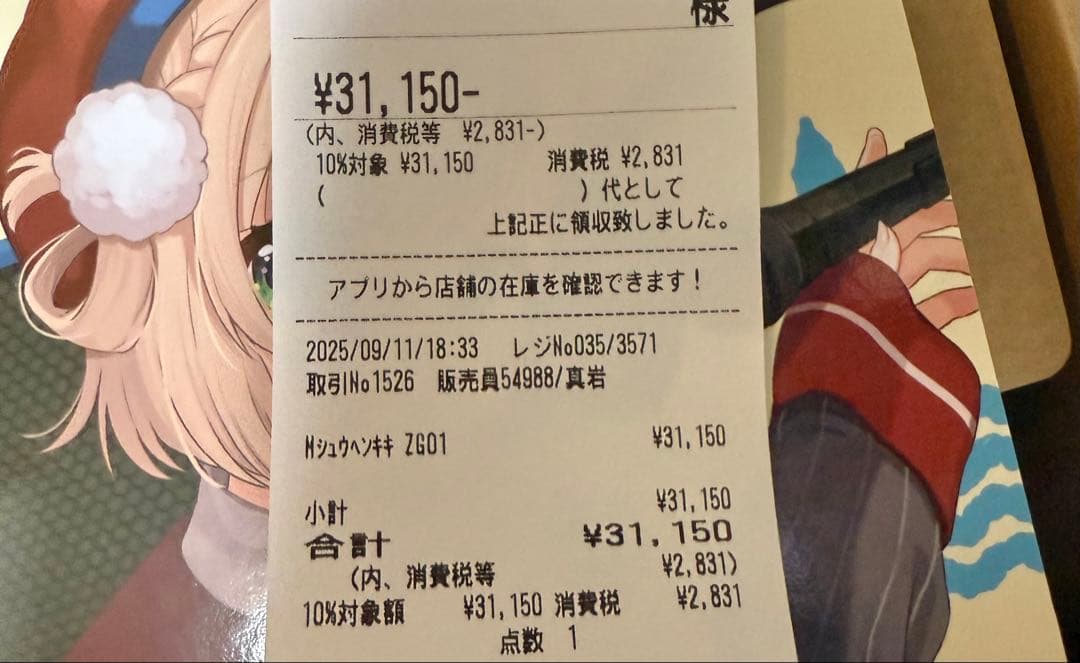 様
¥31,150-
(内、消費税等 ¥2,831-)
10%対象 ¥31,150 消費税 ¥2,831
( )代として
上記正に領収致しました。
アプリから店舗の在庫を確認できます！
2025/09/11/18:33 レジNo035/3571
取引No1526 販売員54988/真岩
Mｼｭｳﾍﾝｷｷ ZG01 ¥31,150
小計 ¥31,150
合計 ¥31,150
(内、消費税等 ¥2,831)
10%対象額 ¥31,150 消費税 ¥2,831
点数 1